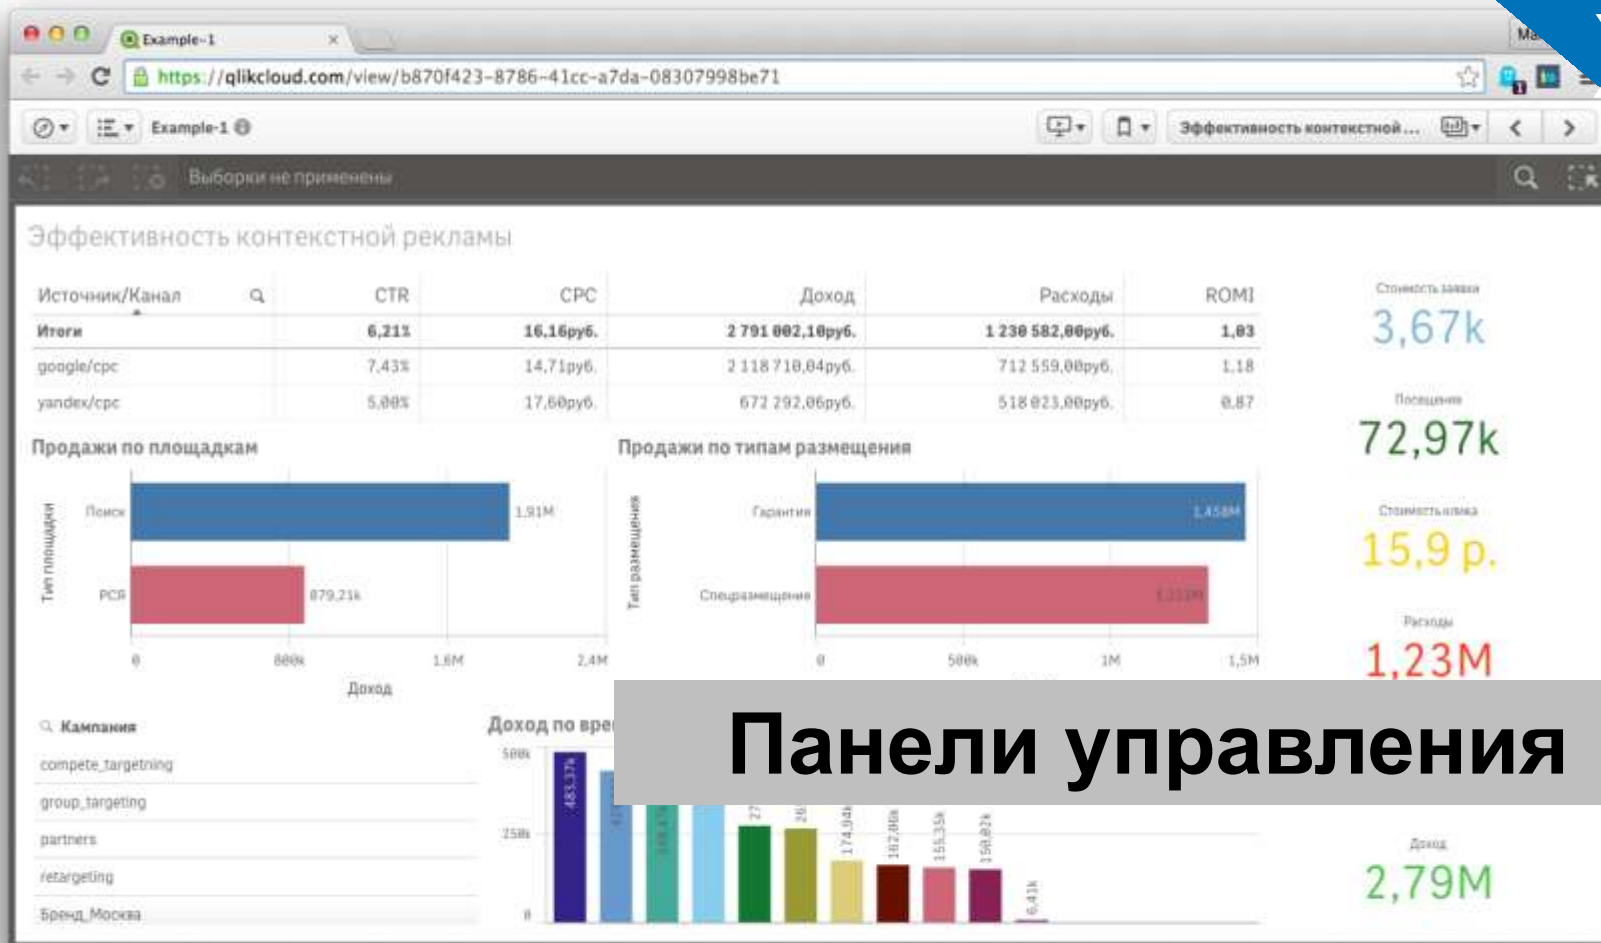 Example-1
https://qlikcloud.com/view/b870f423-8786-41cc-a7da-08307998be71
Example-1
Эффективность контекстной...
Выборки не применены
Эффективность контекстной рекламы
Источник/Канал CTR CPC Доход Расходы ROMI
Итоги 6,21% 16,16руб. 2 791 002,10руб. 1 230 582,00руб. 1,03
google/cpc 7,43% 14,71руб. 2 118 710,04руб. 712 559,00руб. 1,18
yandex/cpc 5,00% 17,60руб. 672 292,06руб. 518 023,00руб. 0,87
Стоимость заявки
3,67k
Посещения
72,97k
Стоимость клика
15,9 р.
Расходы
1,23M
Продажи по площадкам
Тип площадки
Поиск 1,91M
РСЯ 879,21k
0 800k 1,6M 2,4M
Доход
Продажи по типам размещения
Тип размещения
Гарантия 1,458M
Спецразмещение
0 500k 1M 1,5M
Панели управления
Кампания
compete_targetning
group_targeting
partners
retargeting
Бренд_Москва
Доход по
500k
250k
0
483,37k
174,94k
162,06k
155,35k
150,02k
6,41k
Доход
2,79M